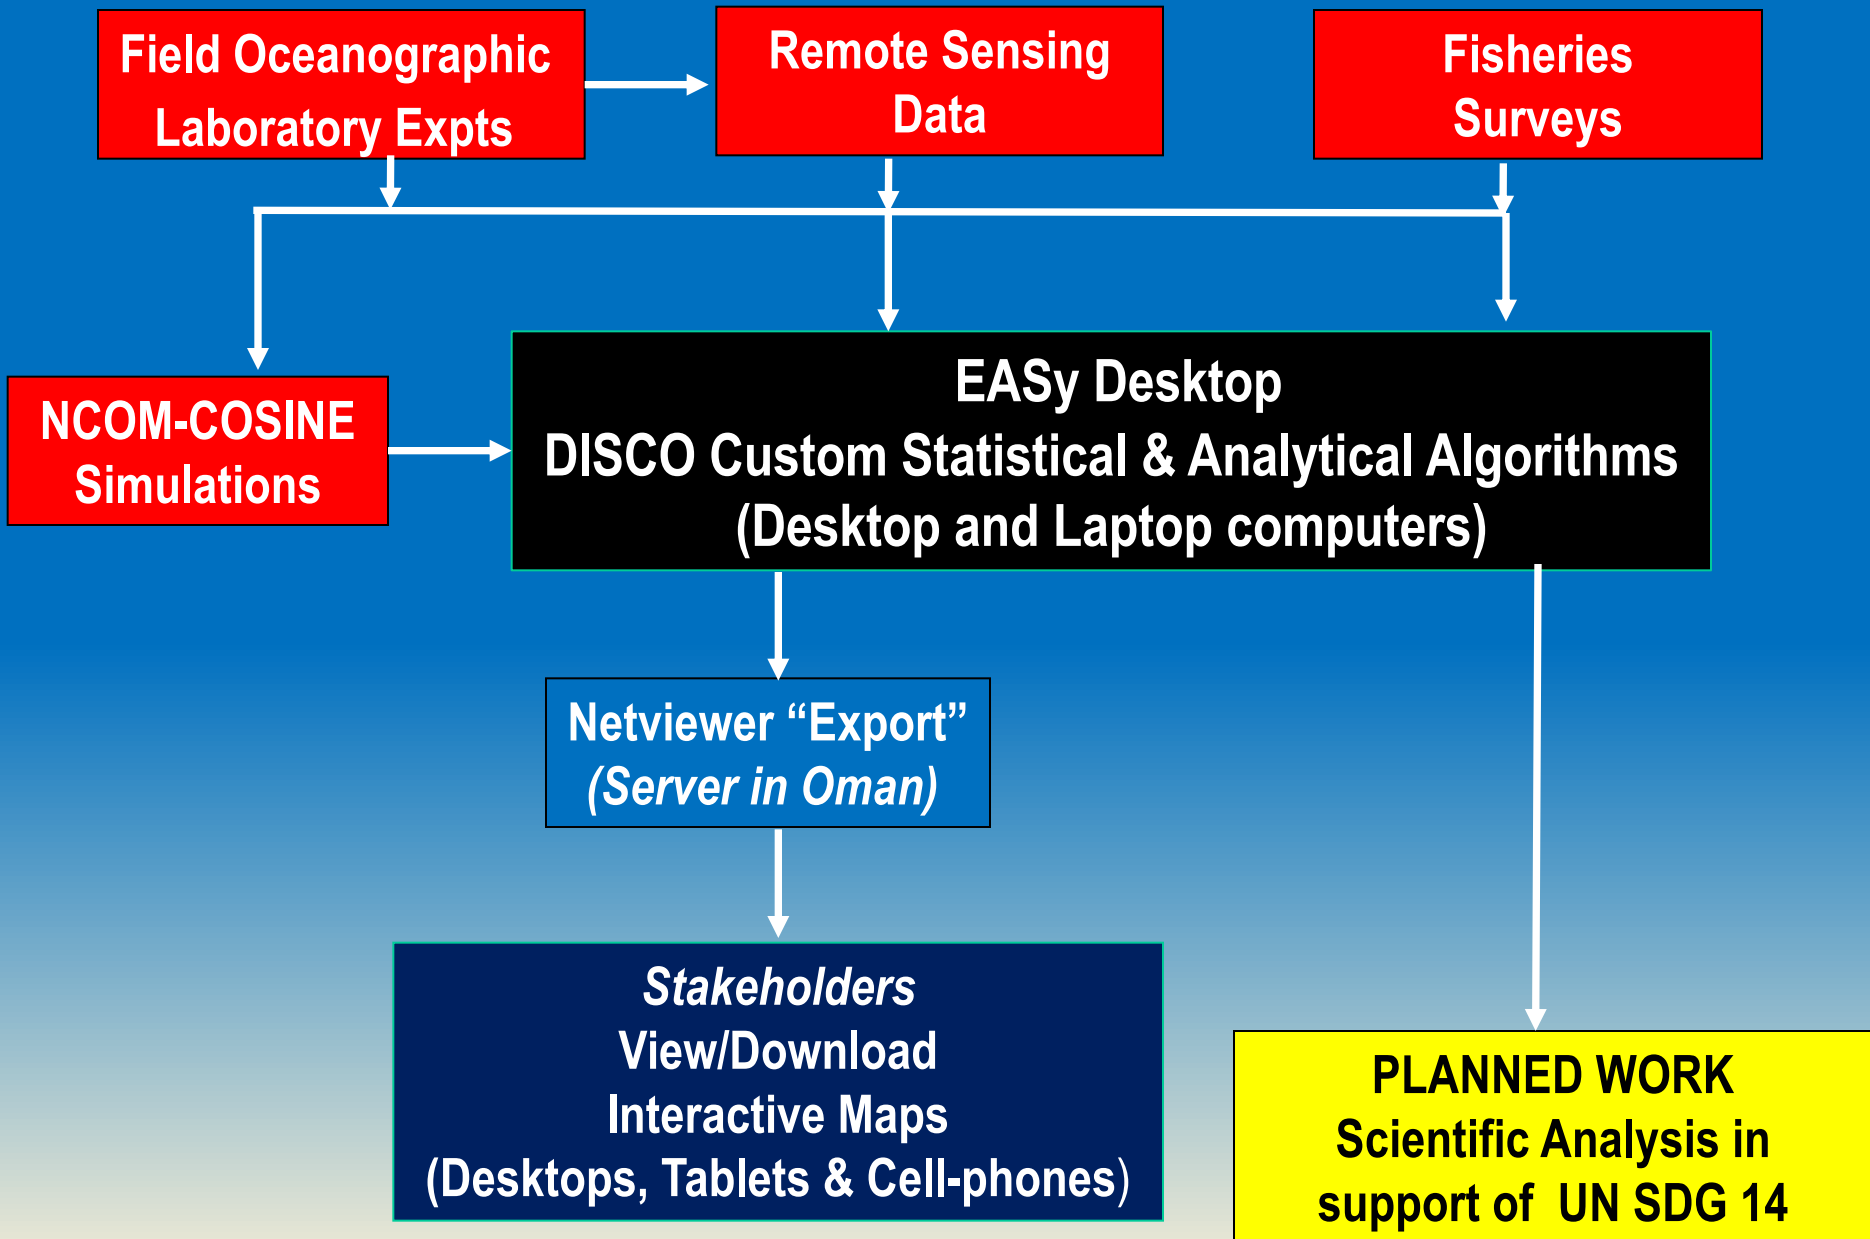 Field Oceanographic
Laboratory Expts
Remote Sensing
Data
Fisheries
Surveys
NCOM-COSINE
Simulations
EASy Desktop
DISCO Custom Statistical & Analytical Algorithms
(Desktop and Laptop computers)
Netviewer “Export”
(Server in Oman)
Stakeholders
View/Download
Interactive Maps
(Desktops, Tablets & Cell-phones)
PLANNED WORK
Scientific Analysis in
support of UN SDG 14